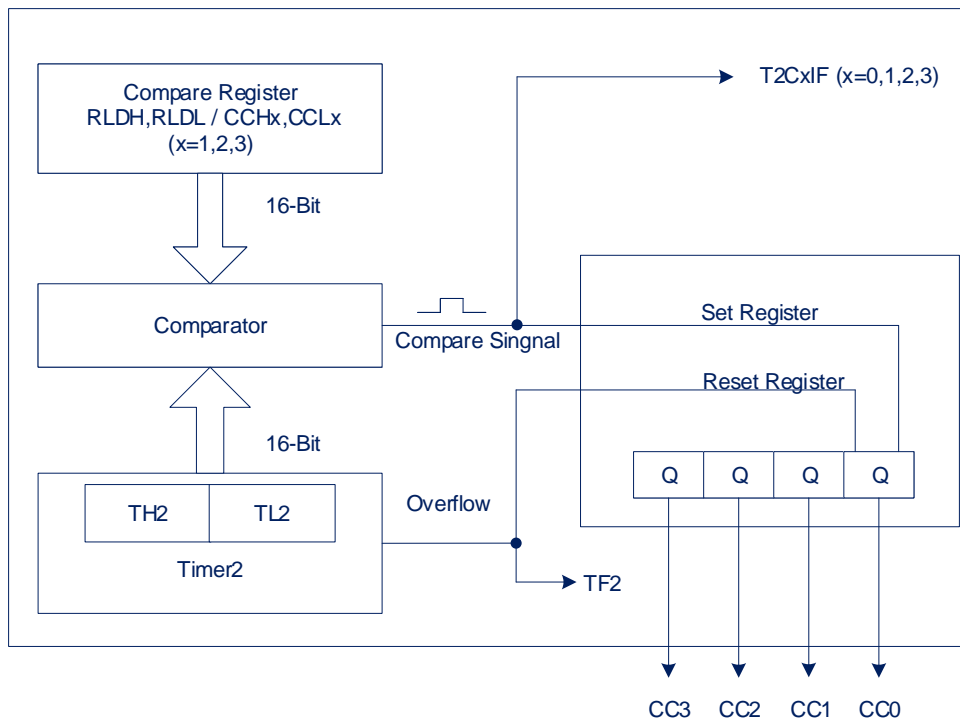 Compare Register
RLDH,RLDL / CCHx,CCLx
(x=1,2,3)
T2CxIF (x=0,1,2,3)
16-Bit
Comparator
Compare Singnal
Set Register
Reset Register
16-Bit
TH2
TL2
Timer2
Overflow
TF2
Q
Q
Q
Q
CC3
CC2
CC1
CC0